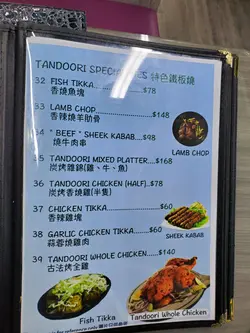 TANDOORI SPECIALTIES 特色鐵板燒
32 FISH TIKKA.................$78
香燒魚塊
33 LAMB CHOP.................$148
香辣燒羊肋骨
34 " BEEF " SHEEK KABAB...$98
燒牛肉串
35 TANDOORI MIXED PLATTER...$168
炭烤雜錦(雞、牛、魚)
36 TANDOORI CHICKEN (HALF)..$78
炭烤香燒雞(半隻)
37 CHICKEN TIKKA.............$60
香辣雞塊
38 GARLIC CHICKEN TIKKA......$60
蒜蓉燒雞肉
39 TANDOORI WHOLE CHICKEN......$140
古法烤全雞
LAMB CHOP
SHEEK KABAB
Fish Tikka
Tandoori Whole Chicken